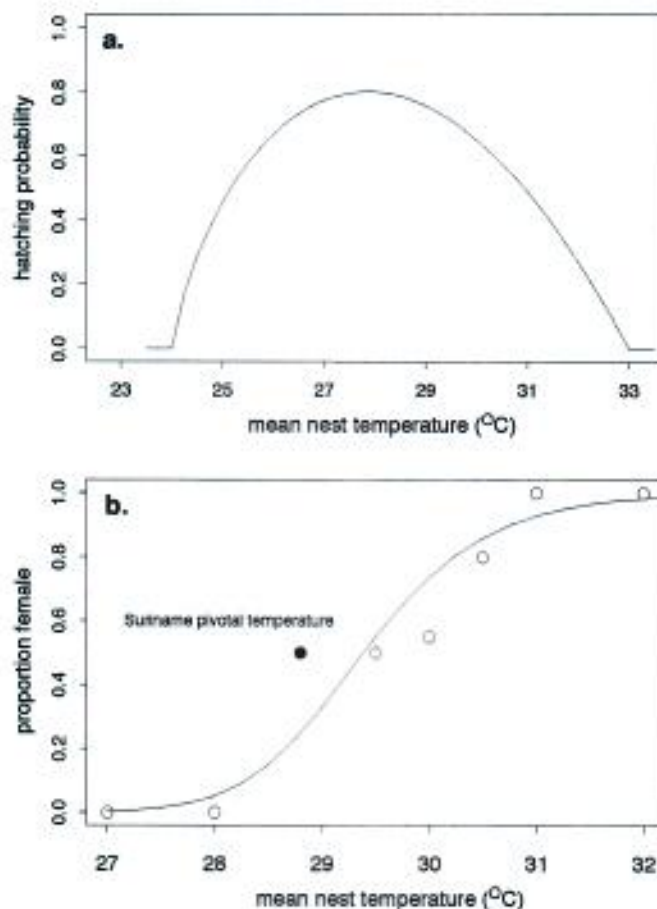 a.
1.0
0.8
0.6
0.4
0.2
0.0
hatching probability
23 25 27 29 31 33
mean nest temperature (OC)
b.
1.0
0.8
0.6
0.4
0.2
0.0
proportion female
Suriname pivotal temperature
27 28 29 30 31 32
mean nest temperature (OC)